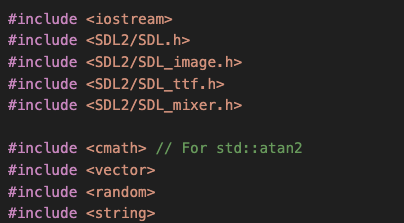 #include <iostream>
#include <SDL2/SDL.h>
#include <SDL2/SDL_image.h>
#include <SDL2/SDL_ttf.h>
#include <SDL2/SDL_mixer.h>

#include <cmath> // For std::atan2
#include <vector>
#include <random>
#include <string>